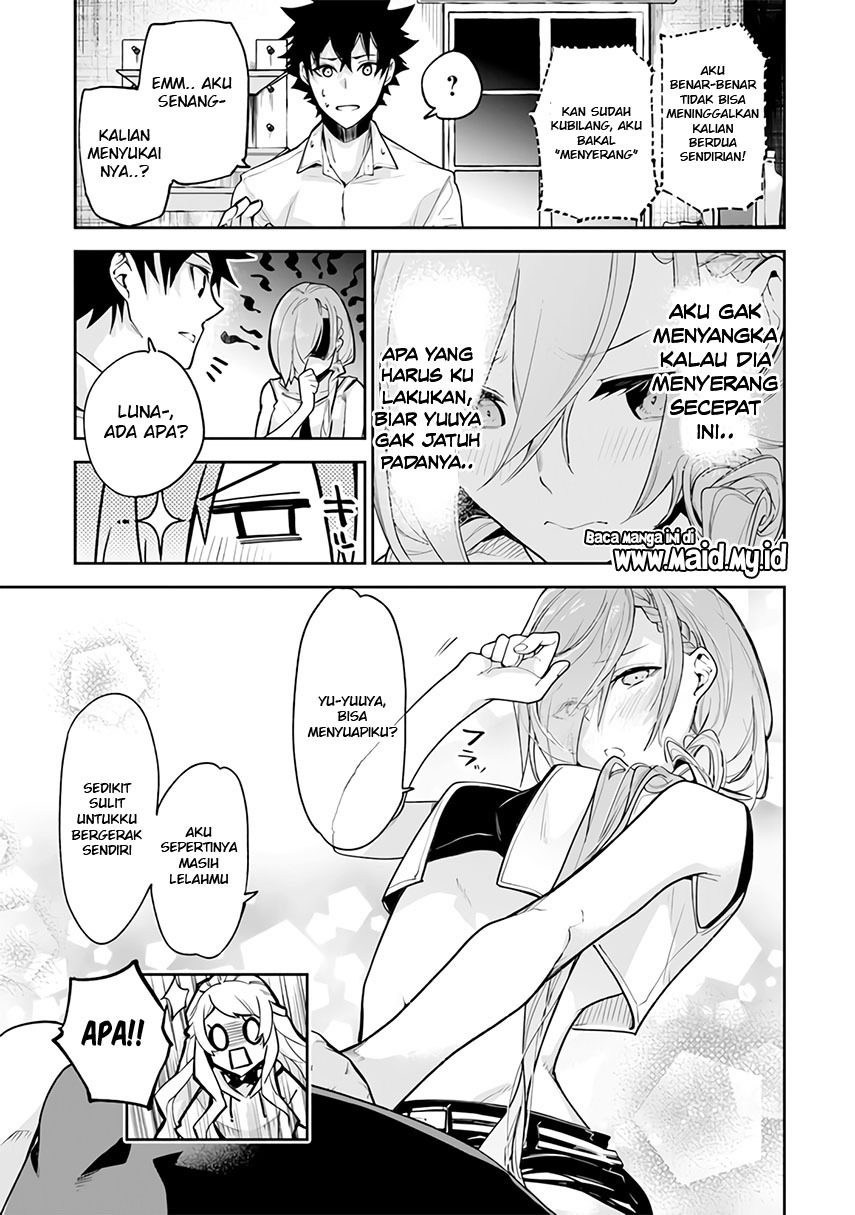 AKU
BENAR-BENAR
TIDAK BISA
MENINGGALKAN
KALIAN
BERDUA
SENDIRIAN!
KAN SUDAH
KUBILANG, AKU
BAKAL
"MENYERANG"
?
EMM.. AKU
SENANG-
KALIAN
MENYUKAI
NYA..?
AKU GAK
MENYANGKA
KALAU DIA
MENYERANG
SECEPAT
INI..
APA YANG
HARUS KU
LAKUKAN,
BIAR YUUYA
GAK JATUH
PADANYA..
LUNA-,
ADA APA?
キッ
Baca Manga ini di
www.Maid.My.id
YU-YUUYA,
BISA
MENYUAPIKU?
AKU
SEPERTINYA
MASIH
LELAHMU
SEDIKIT
SULIT
UNTUKKU
BERGERAK
SENDIRI
APA!!